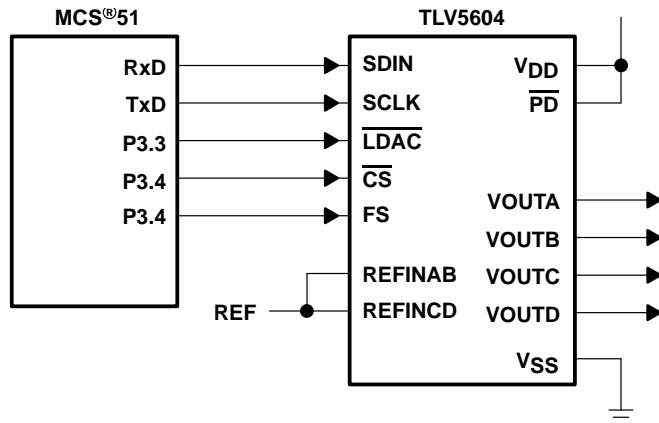 MCS®51
TLV5604
RxD
TxD
P3.3
P3.4
P3.4
SDIN
SCLK
LDAC
CS
FS
REFINAB
REFINCD
REF
VDD
PD
VOUTA
VOUTB
VOUTC
VOUTD
VSS